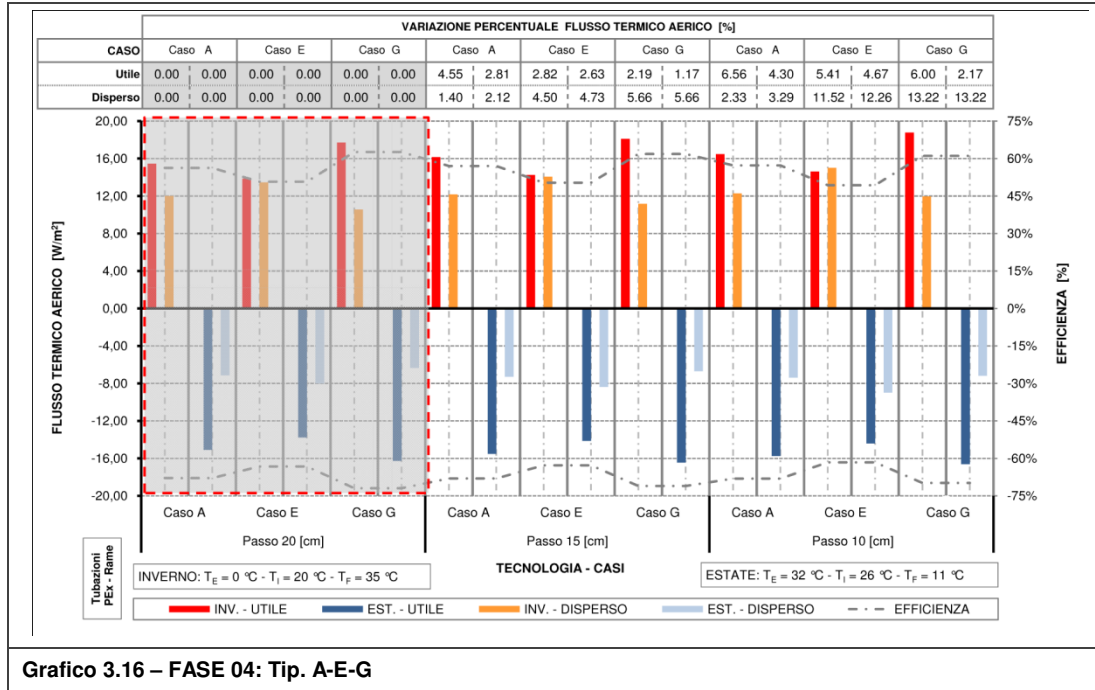 VARIAZIONE PERCENTUALE FLUSSO TERMICO AERICO [%]
CASO Caso A Caso E Caso G Caso A Caso E Caso G Caso A Caso E Caso G
Utile 0.00 0.00 0.00 0.00 0.00 0.00 4.55 2.81 2.82 2.63 2.19 1.17 6.56 4.30 5.41 4.67 6.00 2.17
Disperso 0.00 0.00 0.00 0.00 0.00 0.00 1.40 2.12 4.50 4.73 5.66 5.66 2.33 3.29 11.52 12.26 13.22 13.22
20,00 75%
16,00 60%
12,00 45%
8,00 30%
4,00 15%
0,00 0%
-4,00 -15%
-8,00 -30%
-12,00 -45%
-16,00 -60%
-20,00 -75%
FLUSSO TERMICO AERICO [W/m²]
EFFICIENZA [%]
Caso A Caso E Caso G Caso A Caso E Caso G Caso A Caso E Caso G
Passo 20 [cm] Passo 15 [cm] Passo 10 [cm]
Tubazioni
PEx - Rame
INVERNO: T_E = 0 °C - T_I = 20 °C - T_F = 35 °C
TECNOLOGIA - CASI
ESTATE: T_E = 32 °C - T_I = 26 °C - T_F = 11 °C
INV. - UTILE EST. - UTILE INV. - DISPERSO EST. - DISPERSO EFFICIENZA
Grafico 3.16 – FASE 04: Tip. A-E-G